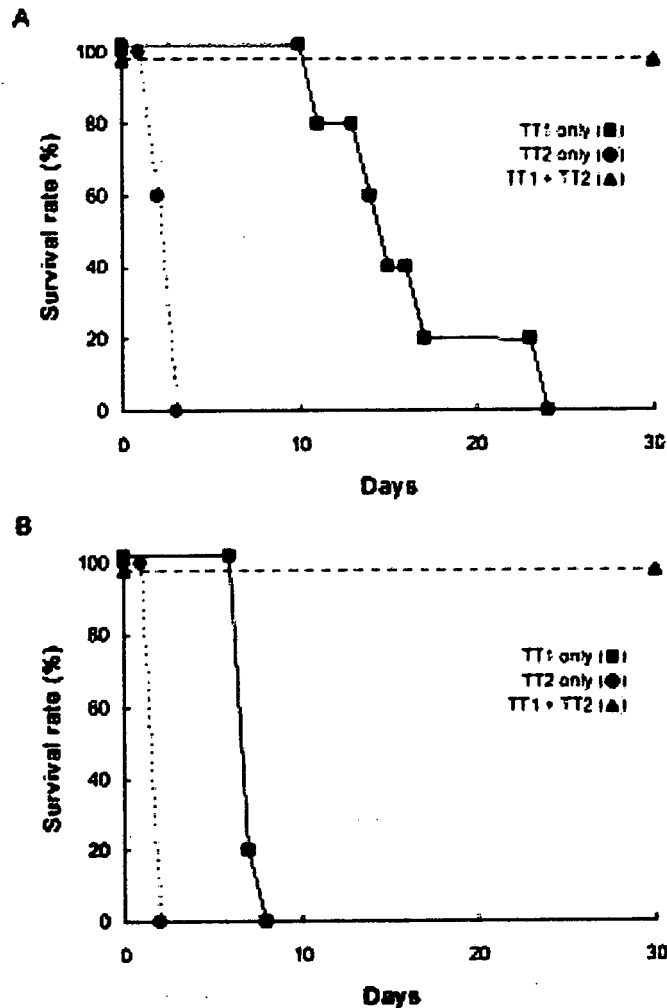 A
Survival rate (%)
100
80
60
40
20
0
TT1 only (■)
TT2 only (●)
TT1 + TT2 (▲)
0 10 20 30
Days
B
Survival rate (%)
100
80
60
40
20
0
TT1 only (■)
TT2 only (●)
TT1 + TT2 (▲)
0 10 20 30
Days